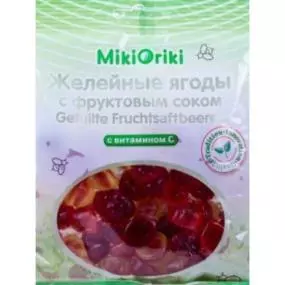 MikiOriki
Желейные ягоды
с фруктовым соком
Gefüllte Fruchtsaftbeeren
с витамином С